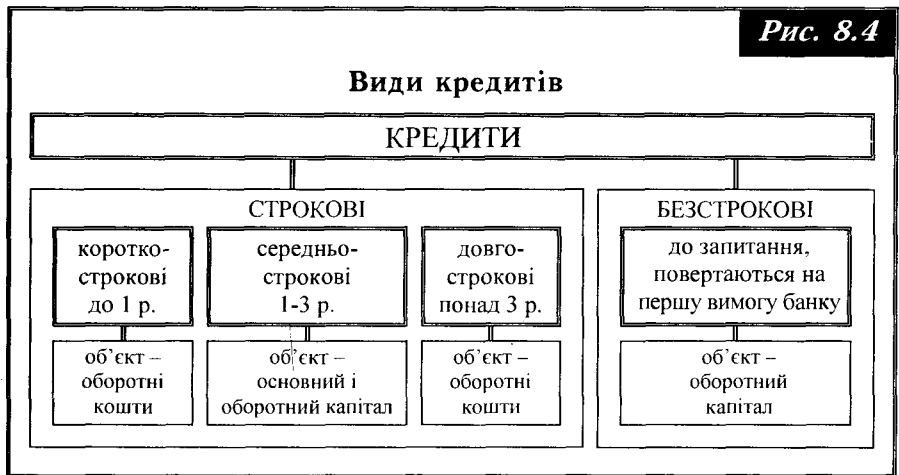 Рис. 8.4
Види кредитів
КРЕДИТИ
СТРОКОВІ
коротко-
строкові
до 1 р.
об’єкт –
оборотні
кошти
середньо-
строкові
1-3 р.
об’єкт –
основний і
оборотний капітал
довго-
строкові
понад 3 р.
об’єкт –
оборотні
кошти
БЕЗСТРОКОВІ
до запитання,
повертаються на
першу вимогу банку
об’єкт –
оборотний
капітал